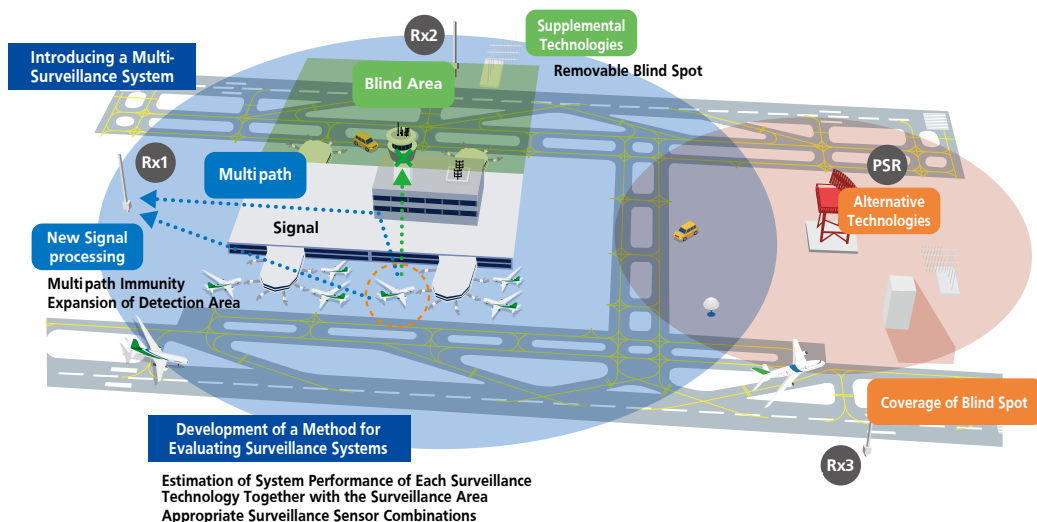 Rx2
Supplemental
Technologies
Removable Blind Spot
Introducing a Multi-
Surveillance System
Blind Area
Rx1
Multipath
PSR
Alternative
Technologies
Signal
New Signal
processing
Multipath Immunity
Expansion of Detection Area
Coverage of Blind Spot
Development of a Method for
Evaluating Surveillance Systems
Rx3
Estimation of System Performance of Each Surveillance
Technology Together with the Surveillance Area
Appropriate Surveillance Sensor Combinations